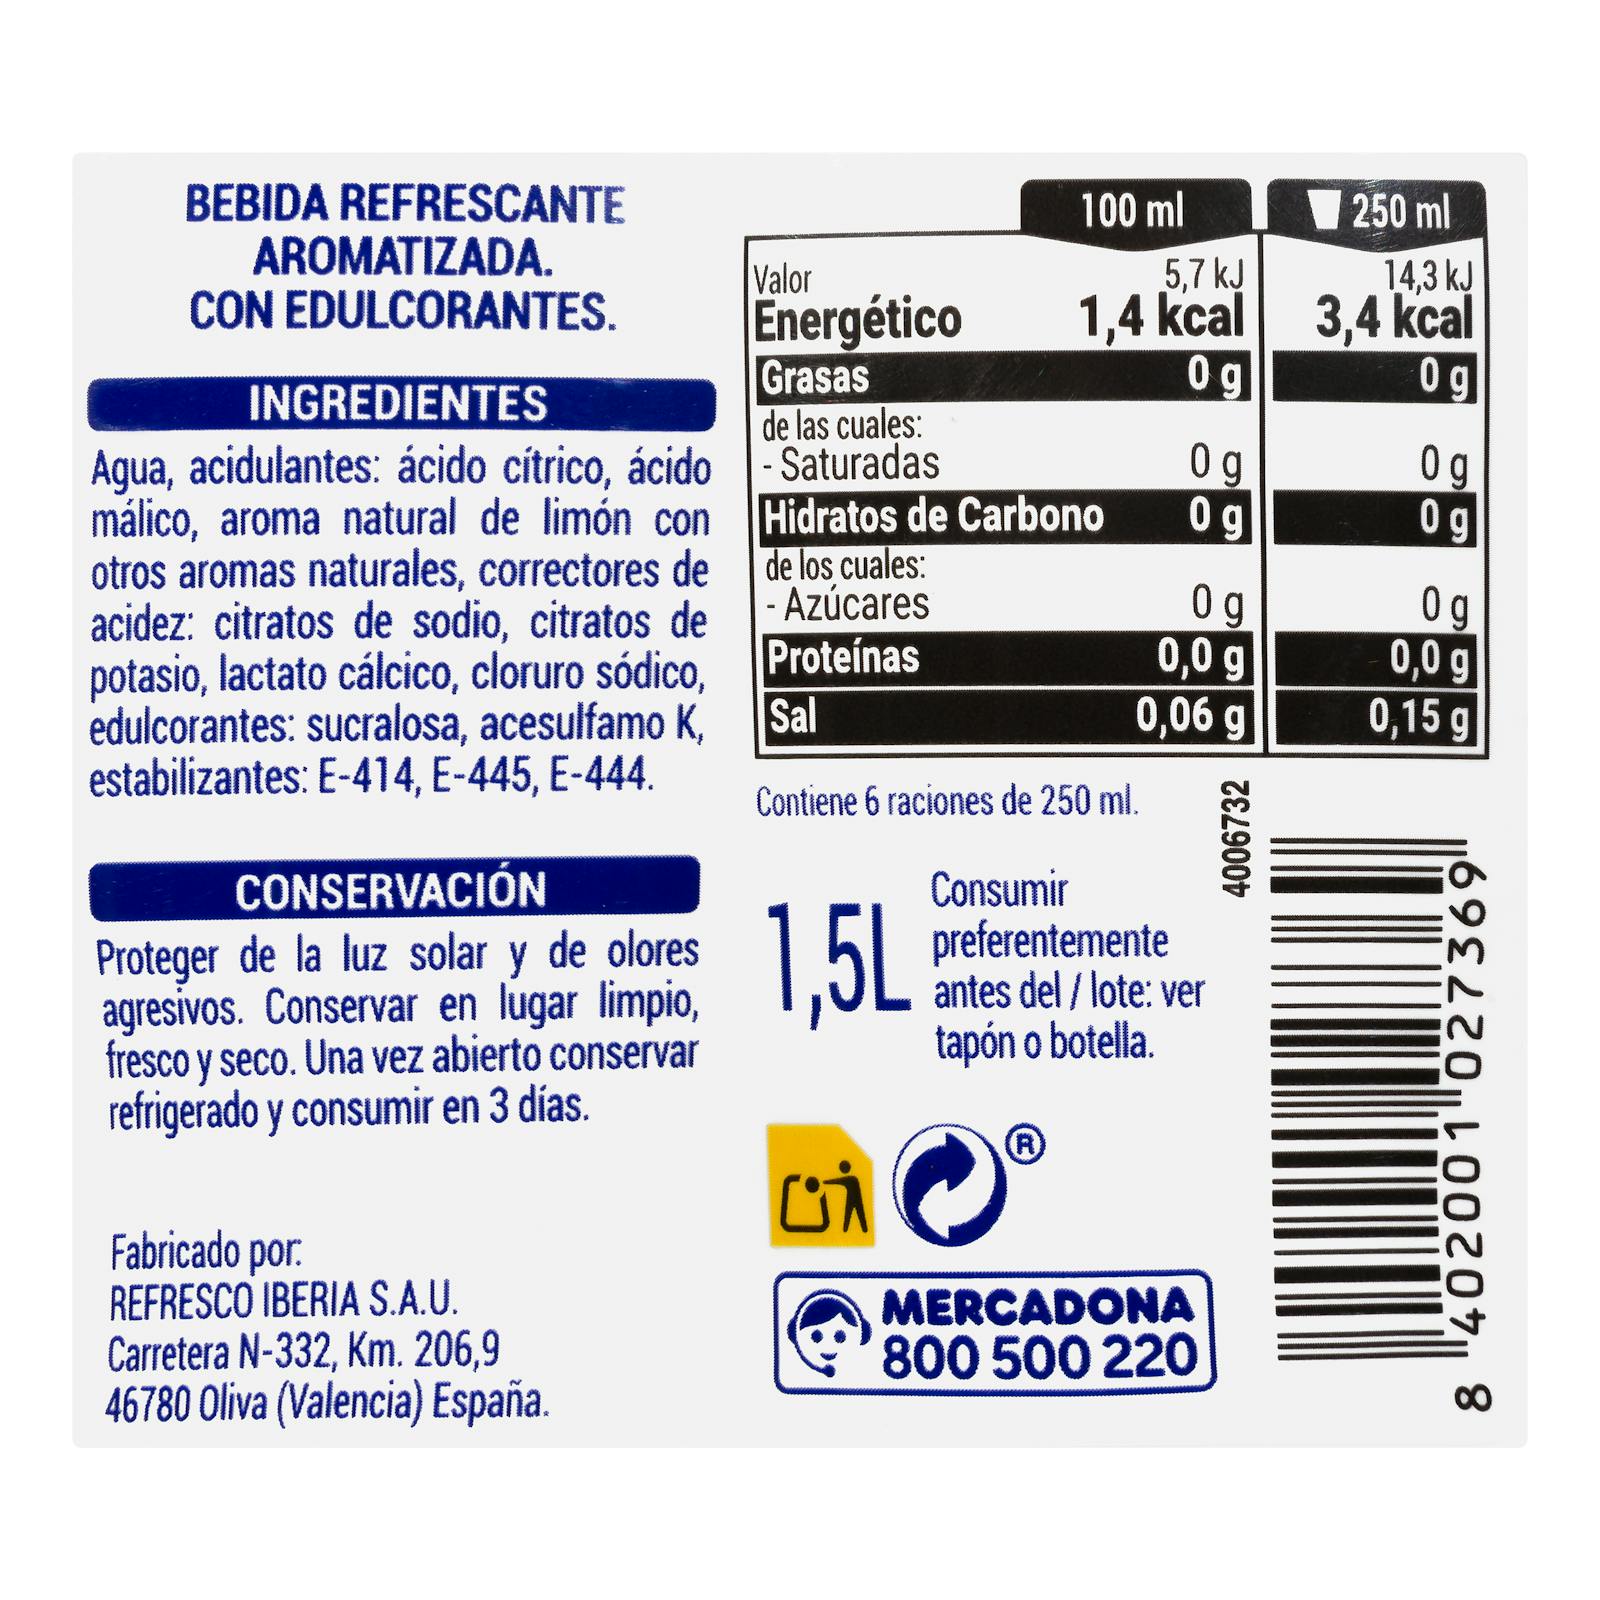 BEBIDA REFRESCANTE
AROMATIZADA.
CON EDULCORANTES.
INGREDIENTES
Agua, acidulantes: ácido cítrico, ácido
málico, aroma natural de limón con
otros aromas naturales, correctores de
acidez: citratos de sodio, citratos de
potasio, lactato cálcico, cloruro sódico,
edulcorantes: sucralosa, acesulfamo K,
estabilizantes: E-414, E-445, E-444.
CONSERVACIÓN
Proteger de la luz solar y de olores
agresivos. Conservar en lugar limpio,
fresco y seco. Una vez abierto conservar
refrigerado y consumir en 3 días.
Fabricado por:
REFRESCO IBERIA S.A.U.
Carretera N-332, Km. 206,9
46780 Oliva (Valencia) España.
100 ml 250 ml
Valor 5,7 kJ 14,3 kJ
Energético 1,4 kcal 3,4 kcal
Grasas 0 g 0 g
de las cuales:
- Saturadas 0 g 0 g
Hidratos de Carbono 0 g 0 g
de los cuales:
- Azúcares 0 g 0 g
Proteínas 0,0 g 0,0 g
Sal 0,06 g 0,15 g
Contiene 6 raciones de 250 ml.
4006732
1,5L
Consumir
preferentemente
antes del / lote: ver
tapón o botella.
®
MERCADONA
800 500 220
8 402001 027369